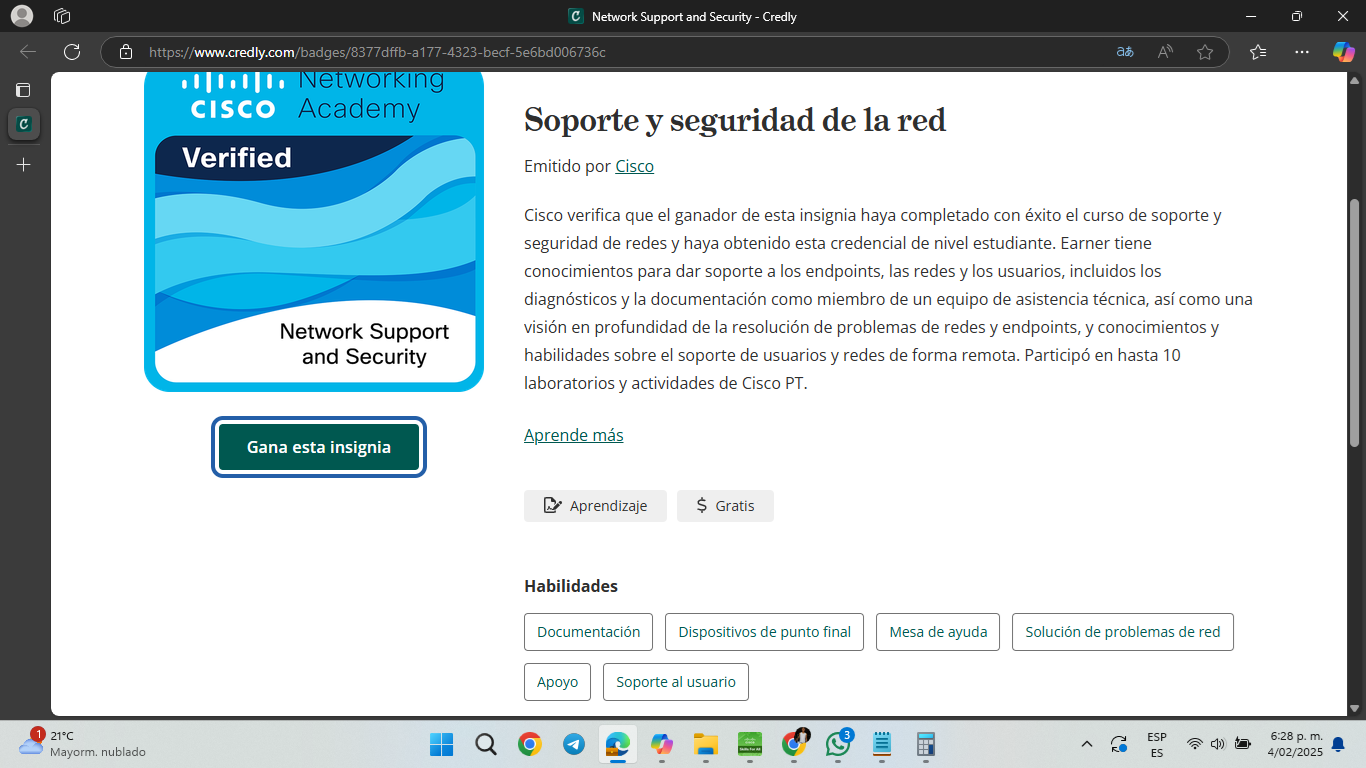 Network Support and Security - Credly
https://www.credly.com/badges/8377dffb-a177-4323-becf-5e6bd006736c
Networking
CISCO Academy
Verified
Network Support
and Security
Gana esta insignia
Soporte y seguridad de la red
Emitido por Cisco
Cisco verifica que el ganador de esta insignia haya completado con éxito el curso de soporte y
seguridad de redes y haya obtenido esta credencial de nivel estudiante. Earner tiene
conocimientos para dar soporte a los endpoints, las redes y los usuarios, incluidos los
diagnósticos y la documentación como miembro de un equipo de asistencia técnica, así como una
visión en profundidad de la resolución de problemas de redes y endpoints, y conocimientos y
habilidades sobre el soporte de usuarios y redes de forma remota. Participó en hasta 10
laboratorios y actividades de Cisco PT.
Aprende más
Aprendizaje
$ Gratis
Habilidades
Documentación
Dispositivos de punto final
Mesa de ayuda
Solución de problemas de red
Apoyo
Soporte al usuario
1
21°C
Mayorm. nublado
3
ESP
ES
6:28 p. m.
4/02/2025